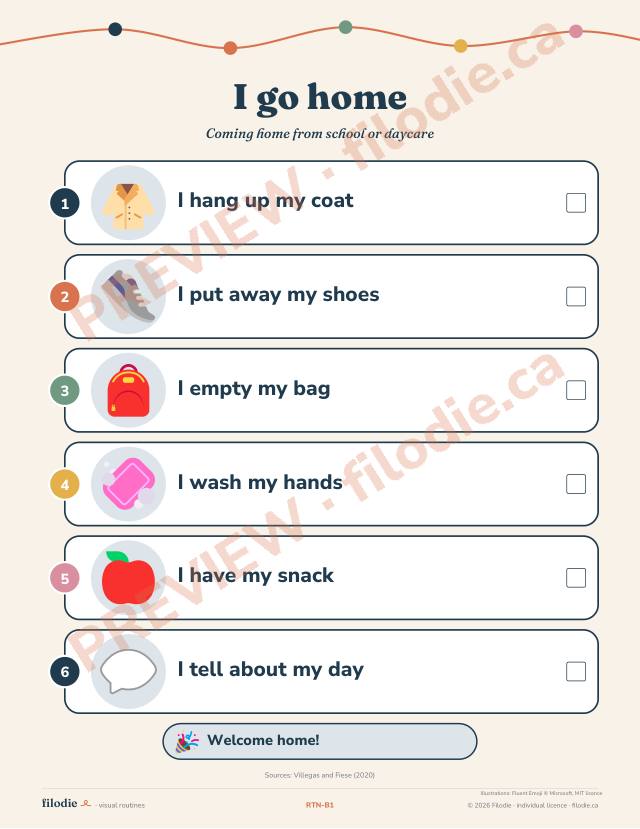 I go home
Coming home from school or daycare
1
I hang up my coat
2
I put away my shoes
3
I empty my bag
4
I wash my hands
5
I have my snack
6
I tell about my day
Welcome home!
Sources: Villegas and Fiese (2020)
Illustrations: Fluent Emoji © Microsoft, MIT licence
filodie · visual routines
RTN-B1
© 2026 Filodie · individual licence · filodie.ca
PREVIEW · filodie.ca
PREVIEW · filodie.ca